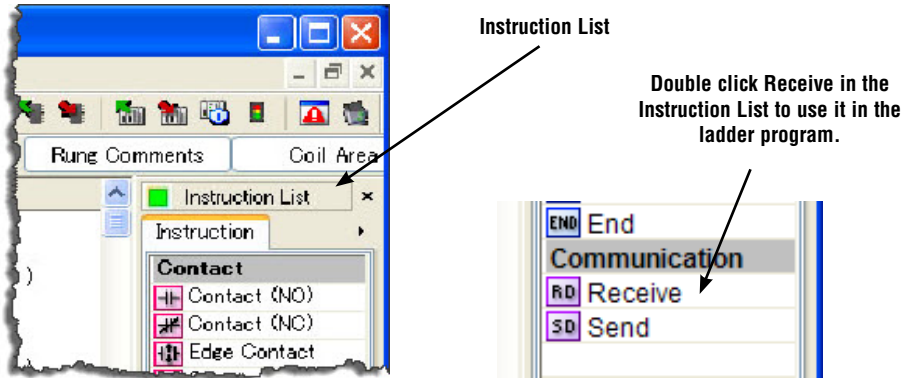 Instruction List
Double click Receive in the
Instruction List to use it in the
ladder program.
Rung Comments
Coil Area
Instruction List
Instruction
Contact
Contact (NO)
Contact (NC)
Edge Contact
END End
Communication
RD Receive
SD Send